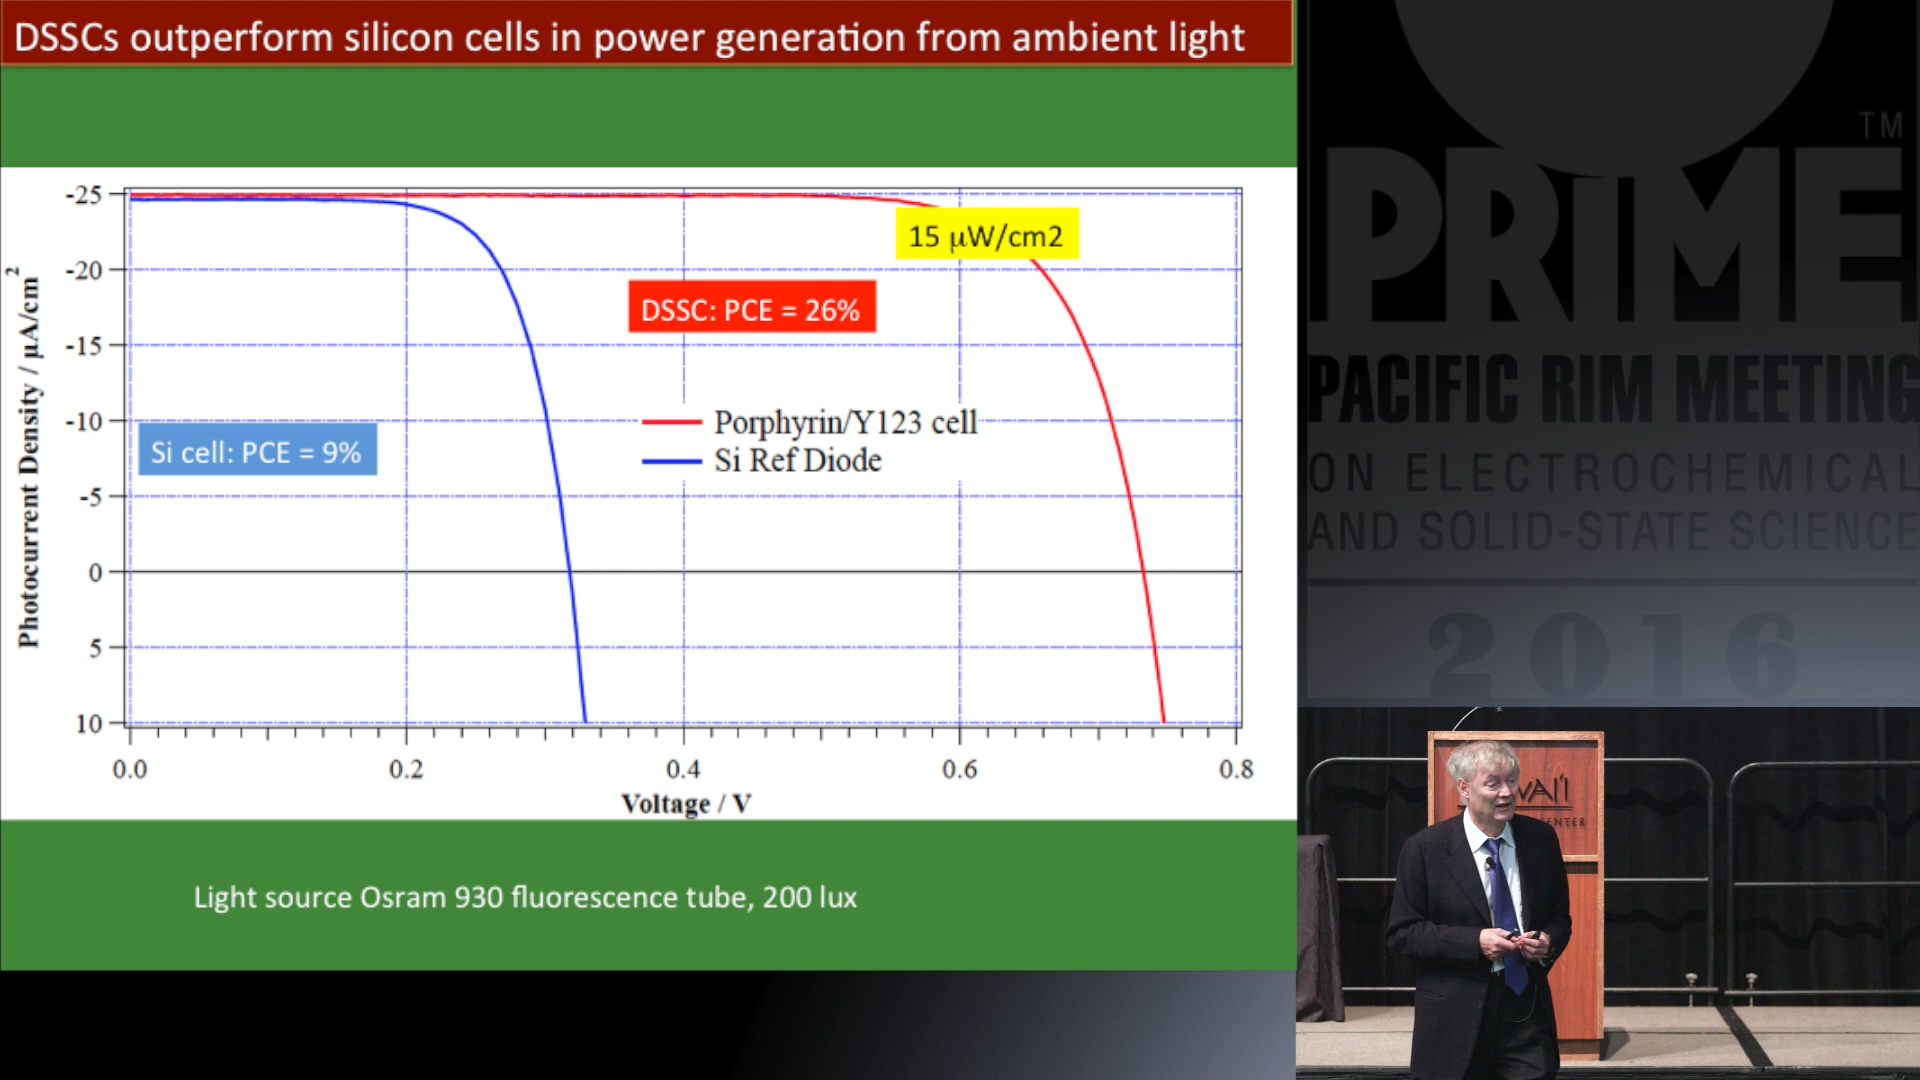 DSSCs outperform silicon cells in power generation from ambient light
-25
-20
-15
-10
-5
0
5
10
Photocurrent Density / μA/cm²
15 μW/cm2
DSSC: PCE = 26%
Si cell: PCE = 9%
Porphyrin/Y123 cell
Si Ref Diode
0.0 0.2 0.4 0.6 0.8
Voltage / V
Light source Osram 930 fluorescence tube, 200 lux
TM
PRiME
PACIFIC RIM MEETING
ON ELECTROCHEMICAL
AND SOLID-STATE SCIENCE
2016